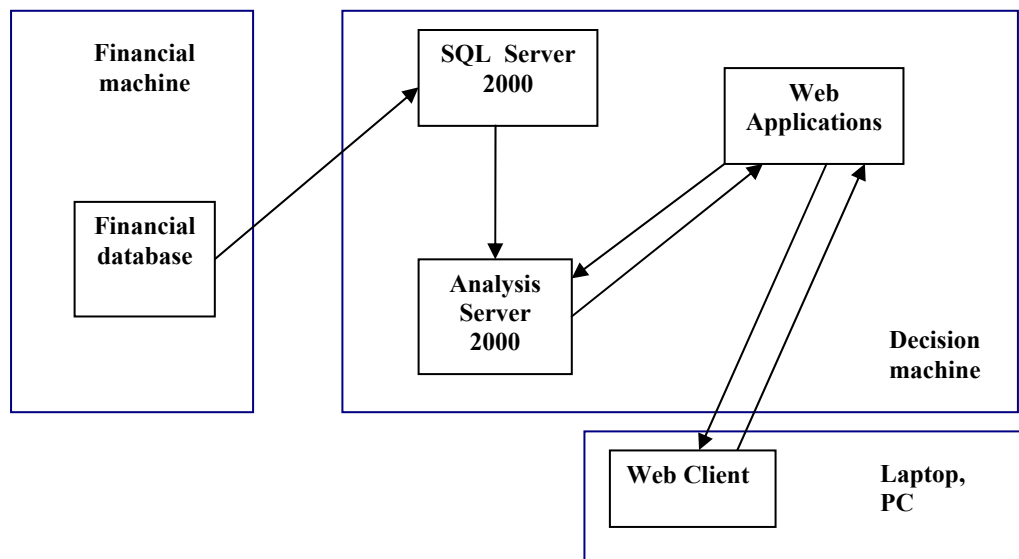 Financial
machine
Financial
database
SQL Server
2000
Web
Applications
Analysis
Server
2000
Decision
machine
Web Client
Laptop,
PC